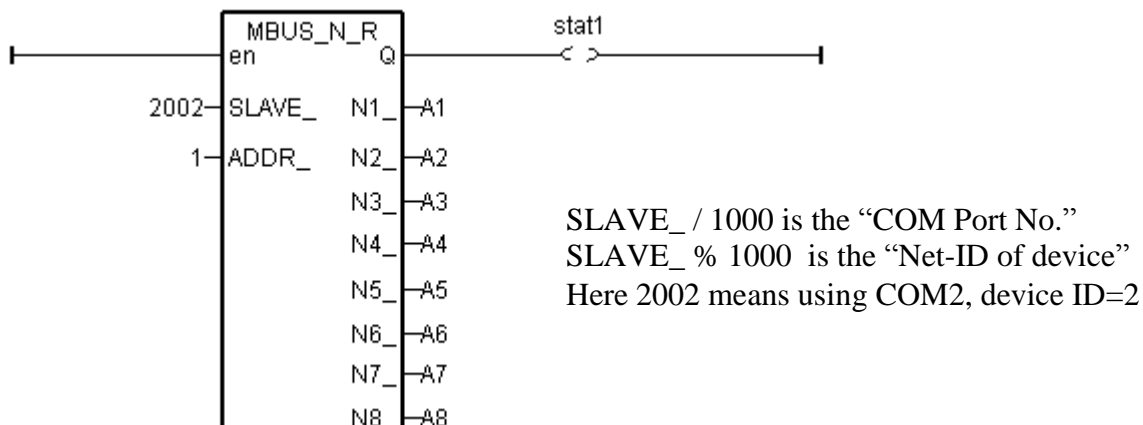 MBUS_N_R
stat1
en Q
2002 SLAVE_ N1_ A1
1 ADDR_ N2_ A2
N3_ A3
N4_ A4
N5_ A5
N6_ A6
N7_ A7
N8 A8
SLAVE_ / 1000 is the “COM Port No.”
SLAVE_ % 1000 is the “Net-ID of device”
Here 2002 means using COM2, device ID=2